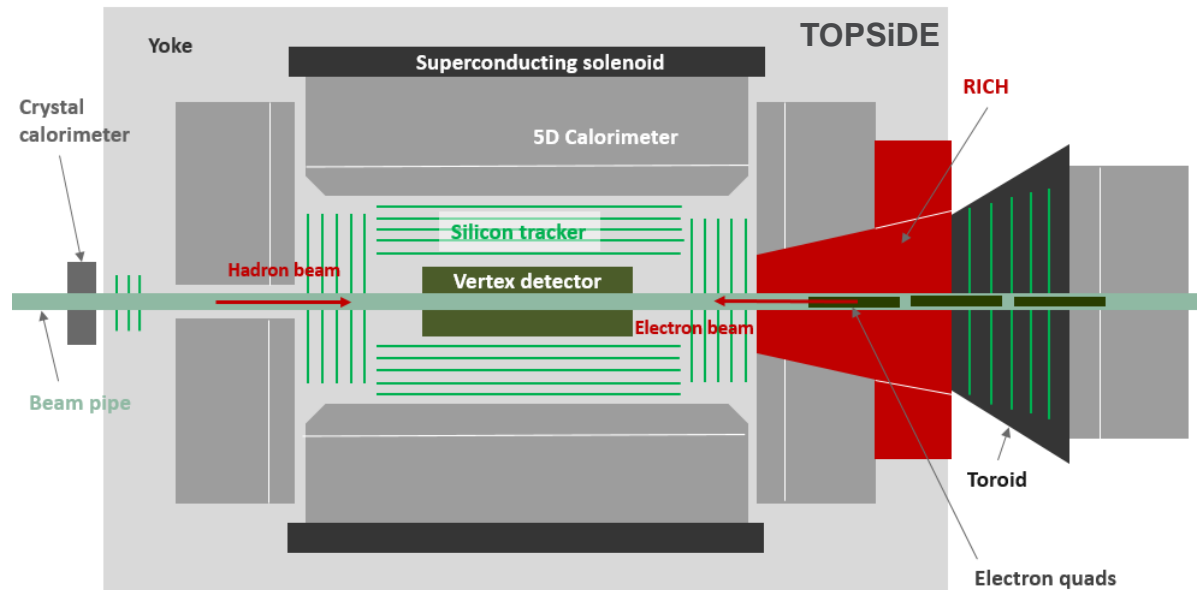 TOPSiDE
Yoke
Superconducting solenoid
RICH
Crystal
calorimeter
5D Calorimeter
Silicon tracker
Hadron beam
Vertex detector
Electron beam
Beam pipe
Toroid
Electron quads